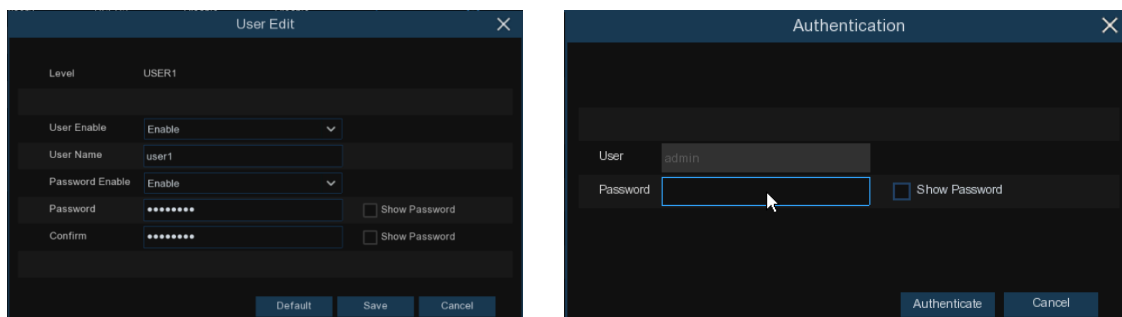 User Edit
Level USER1
User Enable Enable
User Name user1
Password Enable Enable
Password •••••••• Show Password
Confirm •••••••• Show Password
Default Save Cancel
Authentication
User admin
Password Show Password
Authenticate Cancel